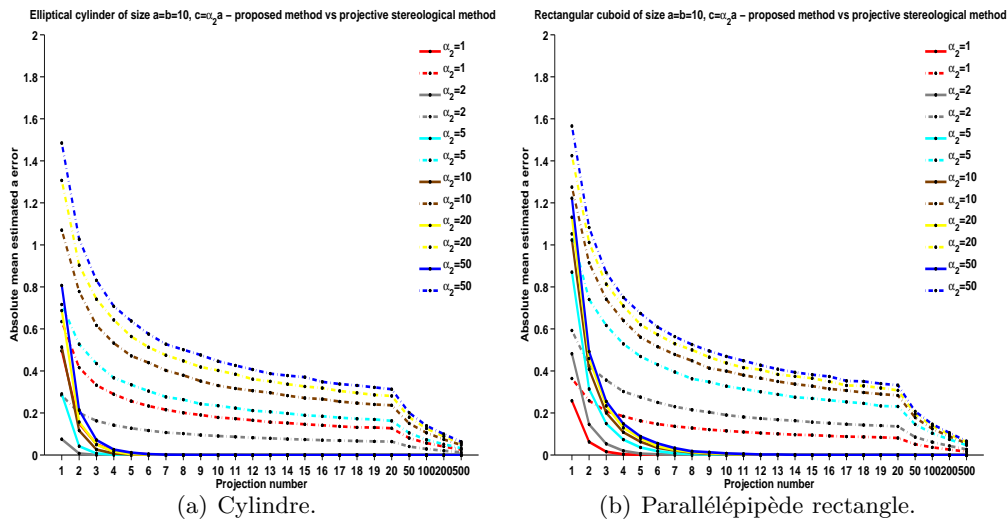 Elliptical cylinder of size a=b=10, c=α₂a – proposed method vs projective stereological method
2
1.8
1.6
1.4
1.2
1
0.8
0.6
0.4
0.2
0
Absolute mean estimated a error
α₂=1
α₂=1
α₂=2
α₂=2
α₂=5
α₂=5
α₂=10
α₂=10
α₂=20
α₂=20
α₂=50
α₂=50
1 2 3 4 5 6 7 8 9 10 11 12 13 14 15 16 17 18 19 20 50 100 200 500
Projection number
(a) Cylindre.
Rectangular cuboid of size a=b=10, c=α₂a – proposed method vs projective stereological method
2
1.8
1.6
1.4
1.2
1
0.8
0.6
0.4
0.2
0
Absolute mean estimated a error
α₂=1
α₂=1
α₂=2
α₂=2
α₂=5
α₂=5
α₂=10
α₂=10
α₂=20
α₂=20
α₂=50
α₂=50
1 2 3 4 5 6 7 8 9 10 11 12 13 14 15 16 17 18 19 20 50 100 200 500
Projection number
(b) Parallélépipède rectangle.